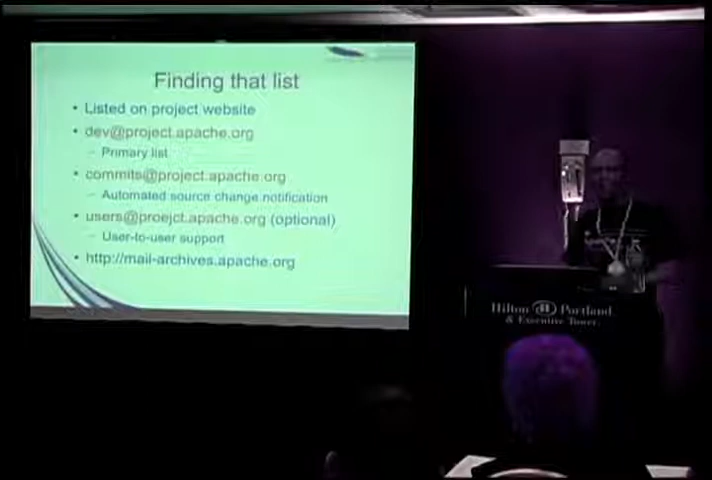 Finding that list
• Listed on project website
• dev@project.apache.org
– Primary list
• commits@project.apache.org
– Automated source change notification
• users@proejct.apache.org (optional)
– User-to-user support
• http://mail-archives.apache.org
Hilton Portland
& Executive Tower